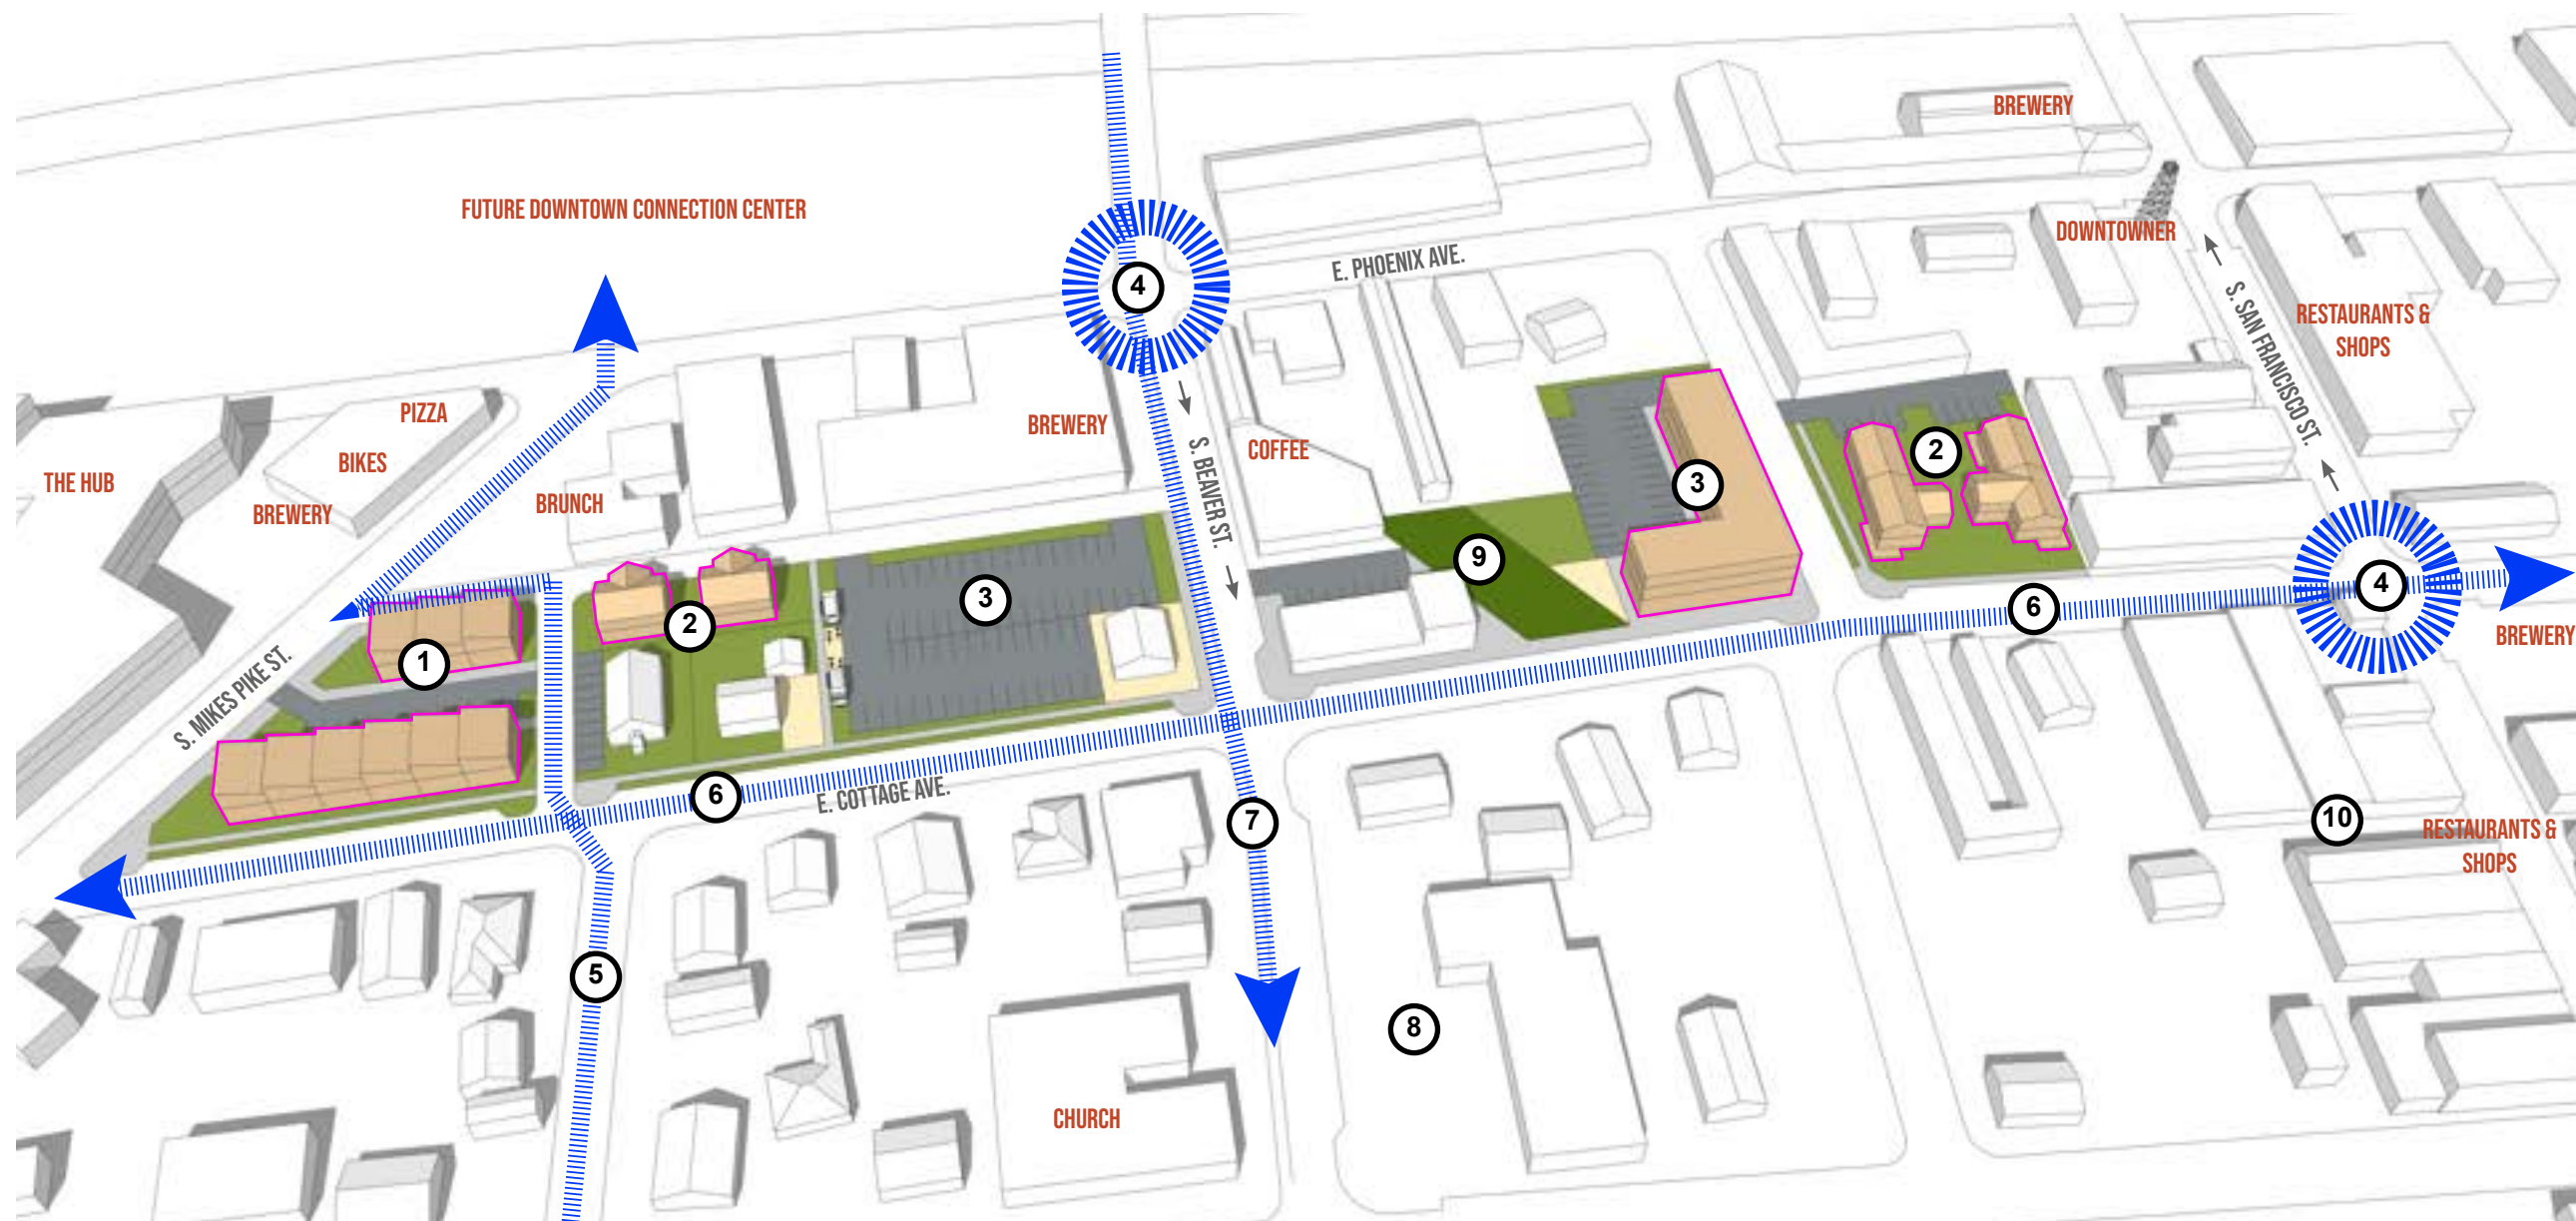 BREWERY
FUTURE DOWNTOWN CONNECTION CENTER
DOWNTOWNER
E. PHOENIX AVE.
4
S. SAN FRANCISCO ST.
RESTAURANTS &
SHOPS
PIZZA
BREWERY
COFFEE
BIKES
THE HUB
2
3
BREWERY
BRUNCH
S. BEAVER ST.
9
4
3
6
2
BREWERY
1
S. MIKES PIKE ST.
6
E. COTTAGE AVE.
7
10
RESTAURANTS &
SHOPS
5
8
CHURCH